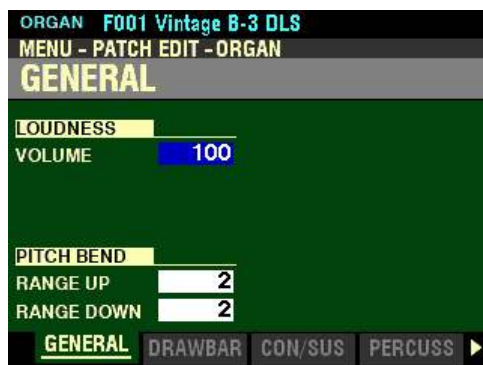 ORGAN F001 Vintage B-3 DLS
MENU - PATCH EDIT - ORGAN
GENERAL
LOUDNESS
VOLUME 100
PITCH BEND
RANGE UP 2
RANGE DOWN 2
GENERAL DRAWBAR CON/SUS PERCUSS